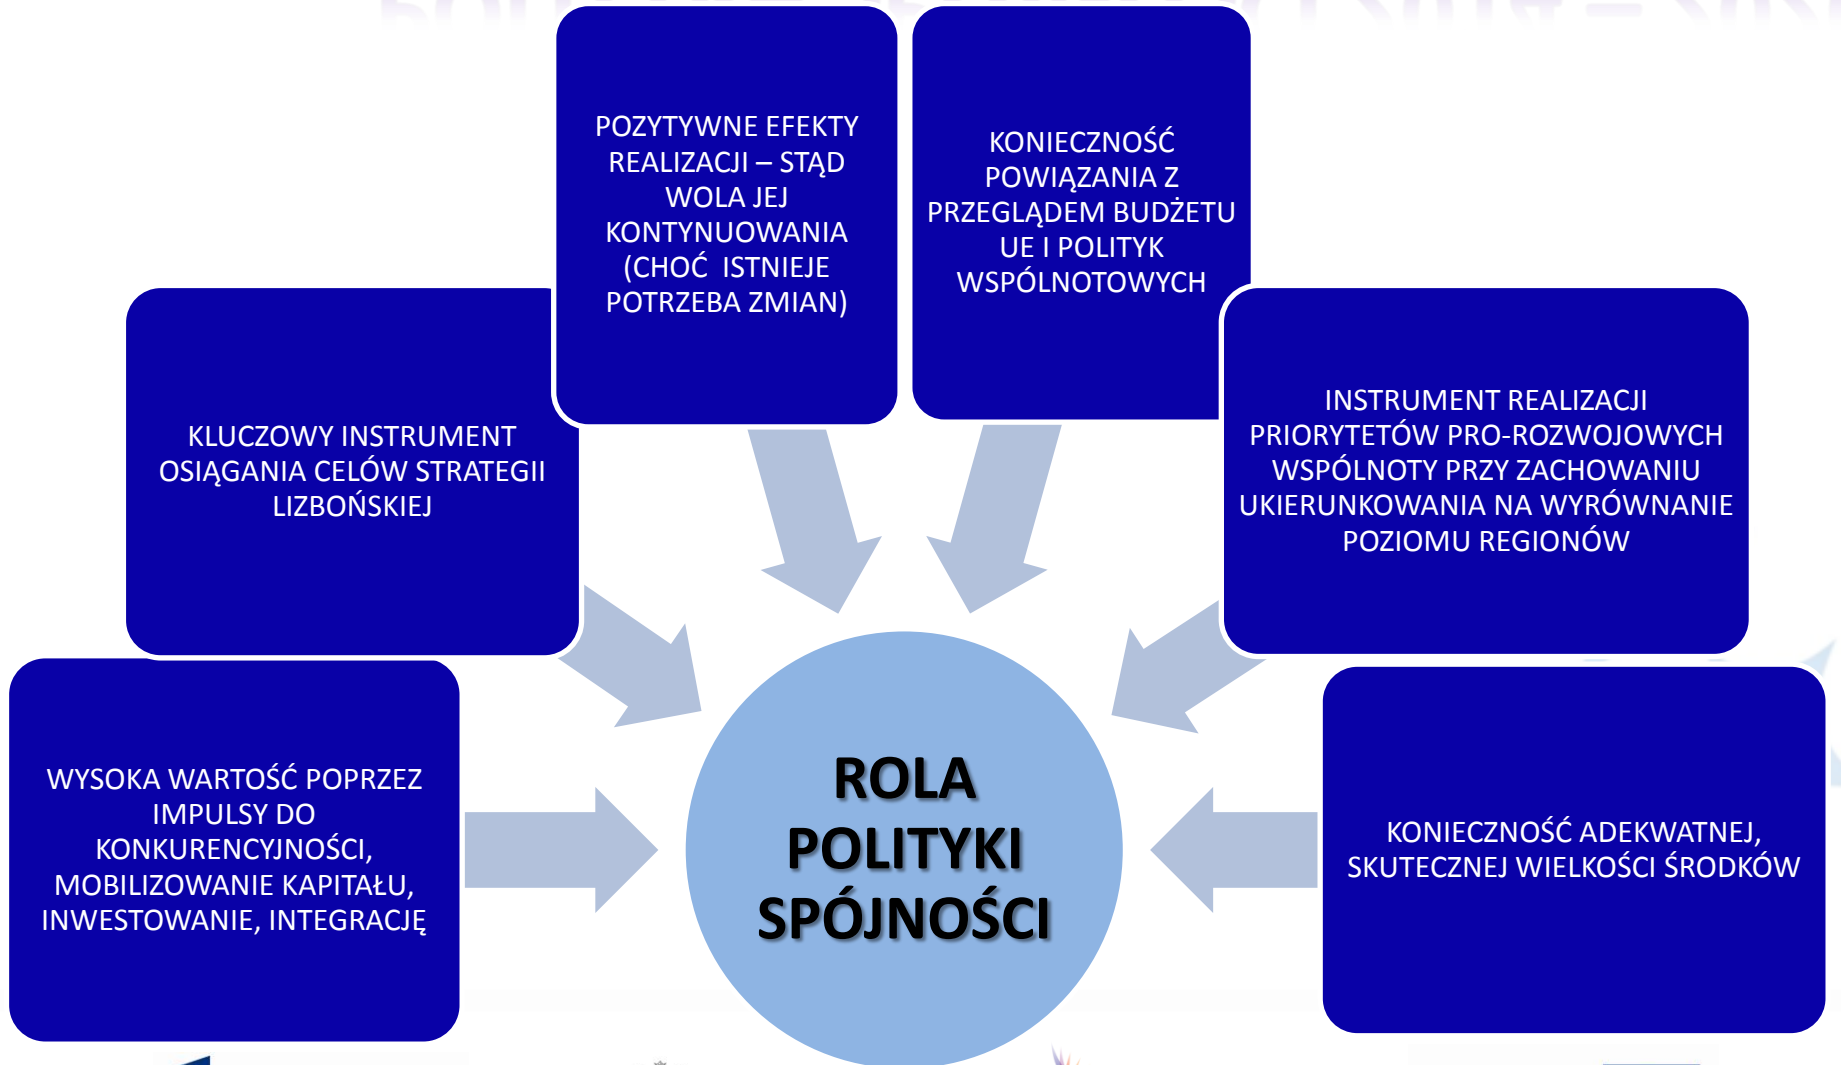 POZYTYWNE EFEKTY
REALIZACJI – STĄD
WOLA JEJ
KONTYNUOWANIA
(CHOĆ ISTNIEJE
POTRZEBA ZMIAN)
KONIECZNOŚĆ
POWIĄZANIA Z
PRZEGLĄDEM BUDŻETU
UE I POLITYK
WSPÓLNOTOWYCH
KLUCZOWY INSTRUMENT
OSIĄGANIA CELÓW STRATEGII
LIZBOŃSKIEJ
INSTRUMENT REALIZACJI
PRIORYTETÓW PRO-ROZWOJOWYCH
WSPÓLNOTY PRZY ZACHOWANIU
UKIERUNKOWANIA NA WYRÓWNANIE
POZIOMU REGIONÓW
WYSOKA WARTOŚĆ POPRZEZ
IMPULSY DO
KONKURENCYJNOŚCI,
MOBILIZOWANIE KAPITAŁU,
INWESTOWANIE, INTEGRACJĘ
ROLA
POLITYKI
SPÓJNOŚCI
KONIECZNOŚĆ ADEKWATNEJ,
SKUTECZNEJ WIELKOŚCI ŚRODKÓW